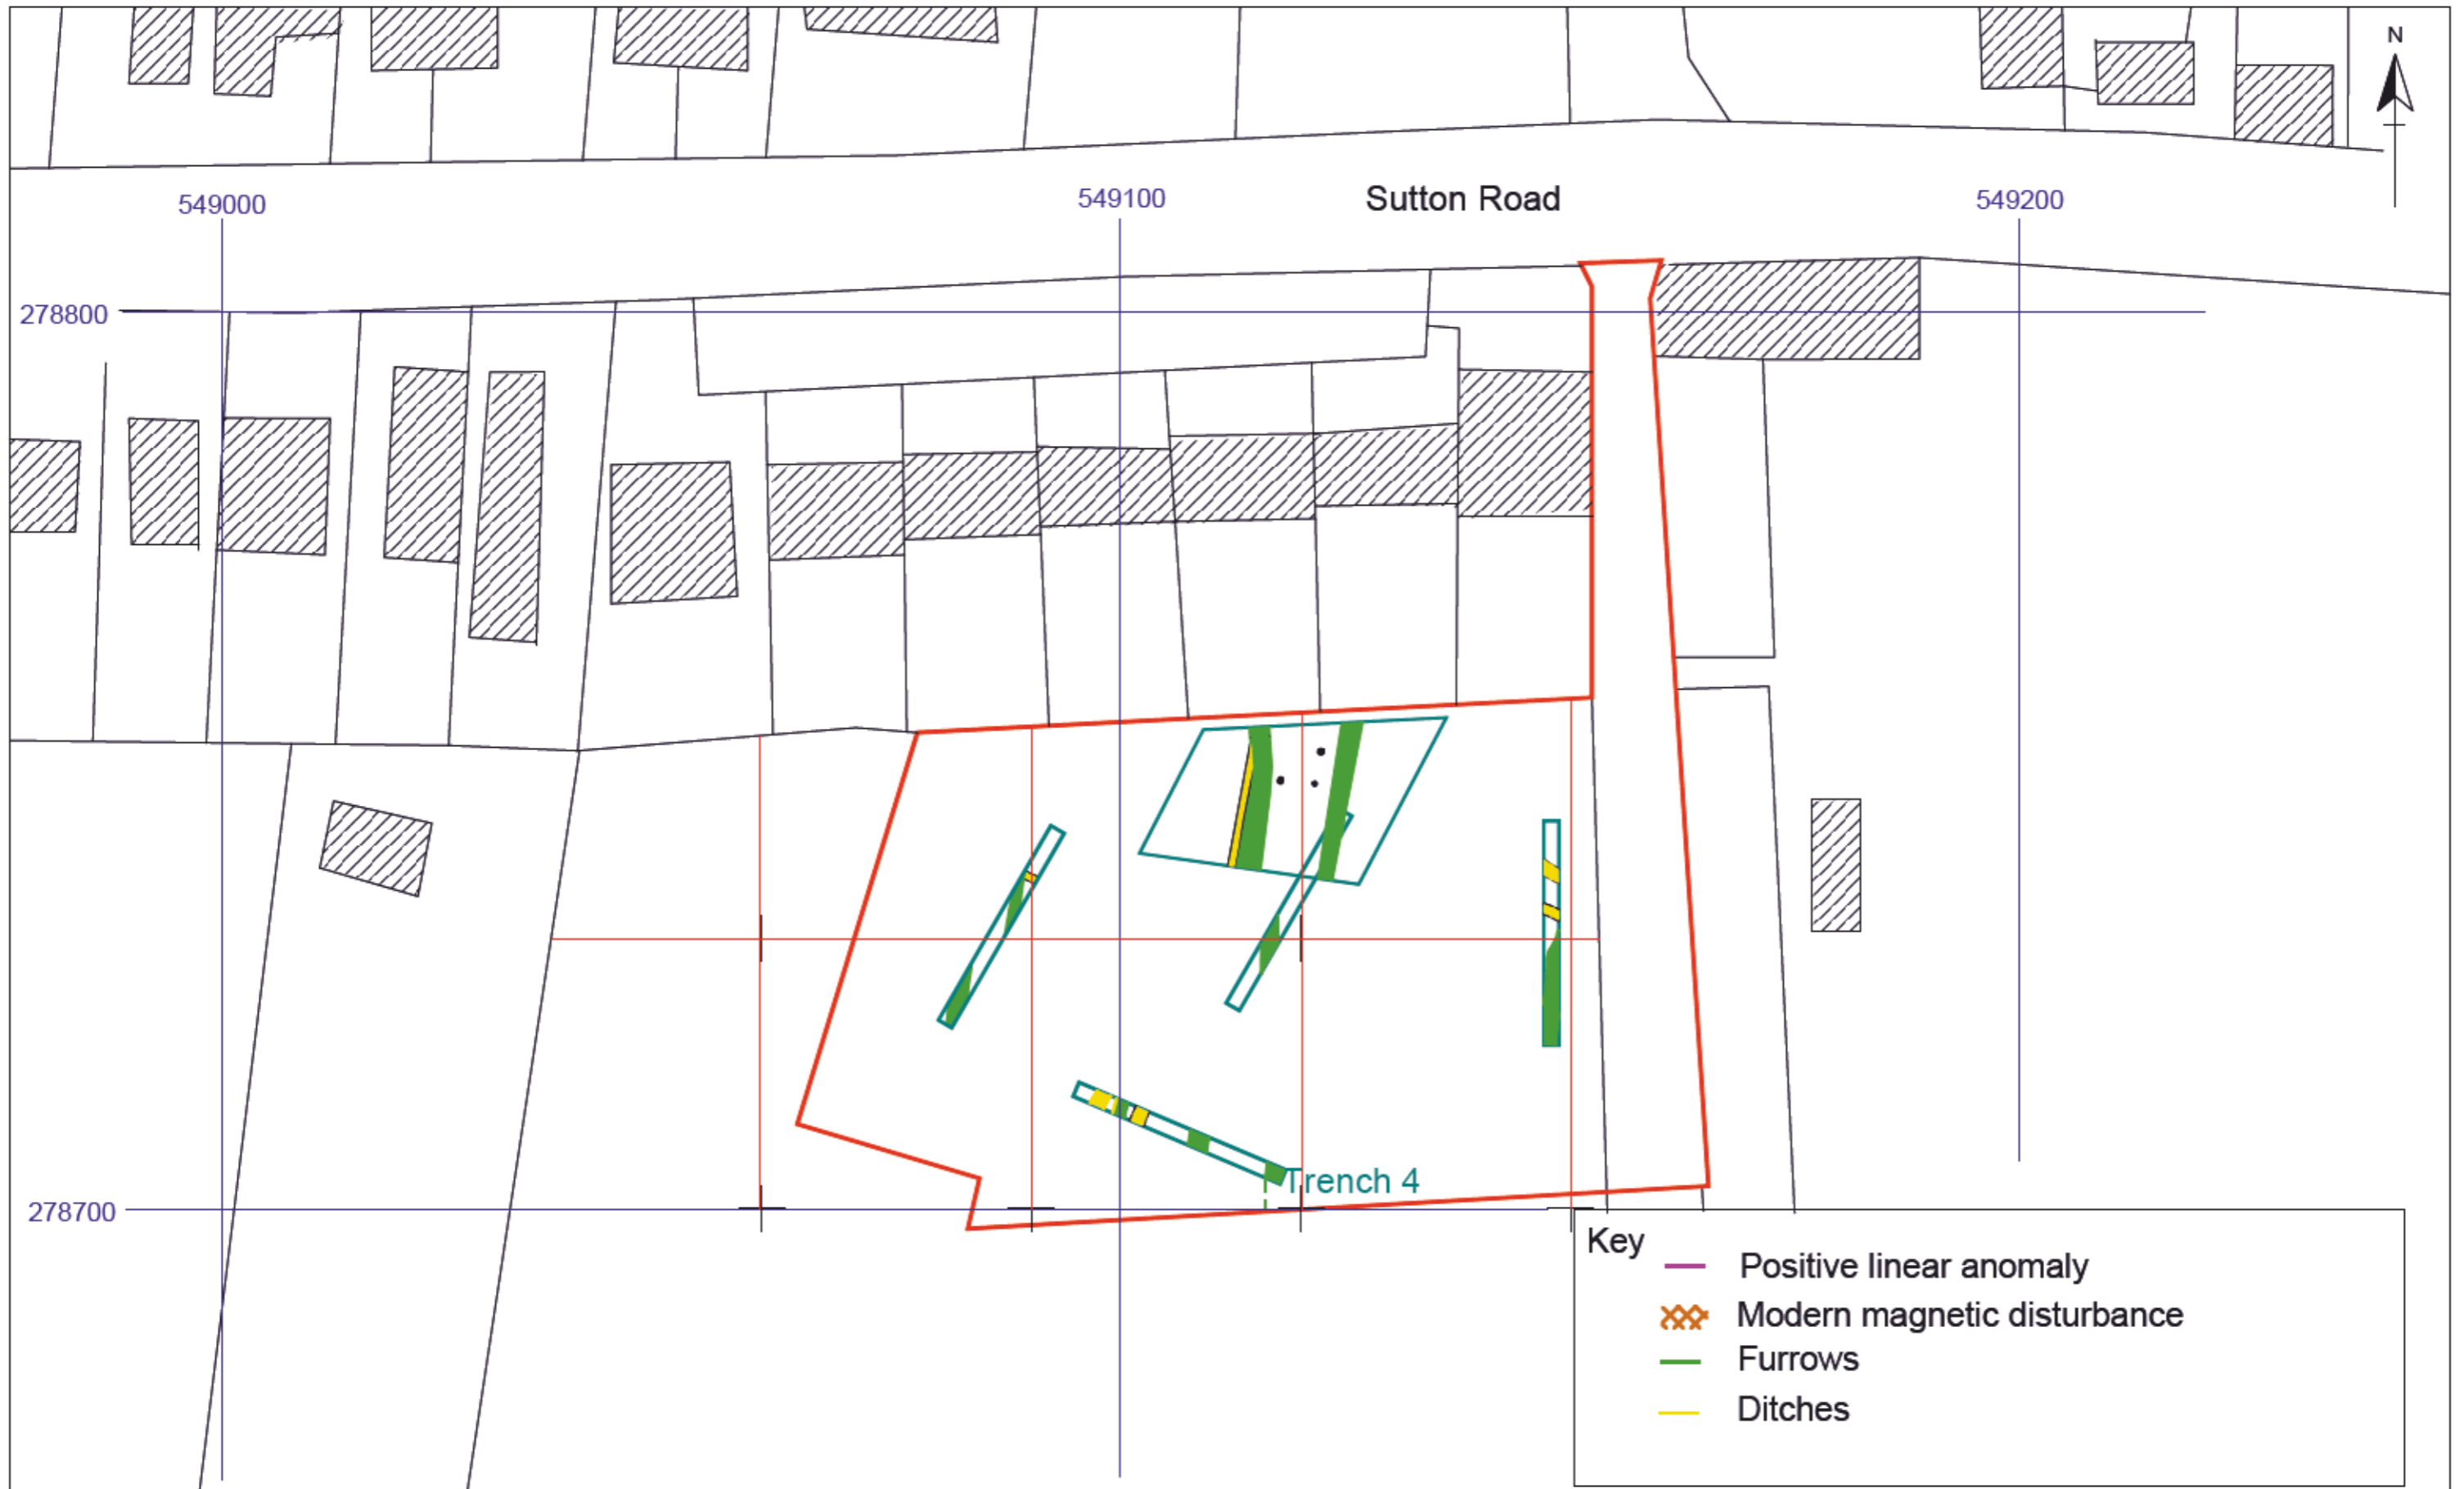 N
549000
549100
Sutton Road
549200
278800
Trench 4
278700
Key
Positive linear anomaly
Modern magnetic disturbance
Furrows
Ditches